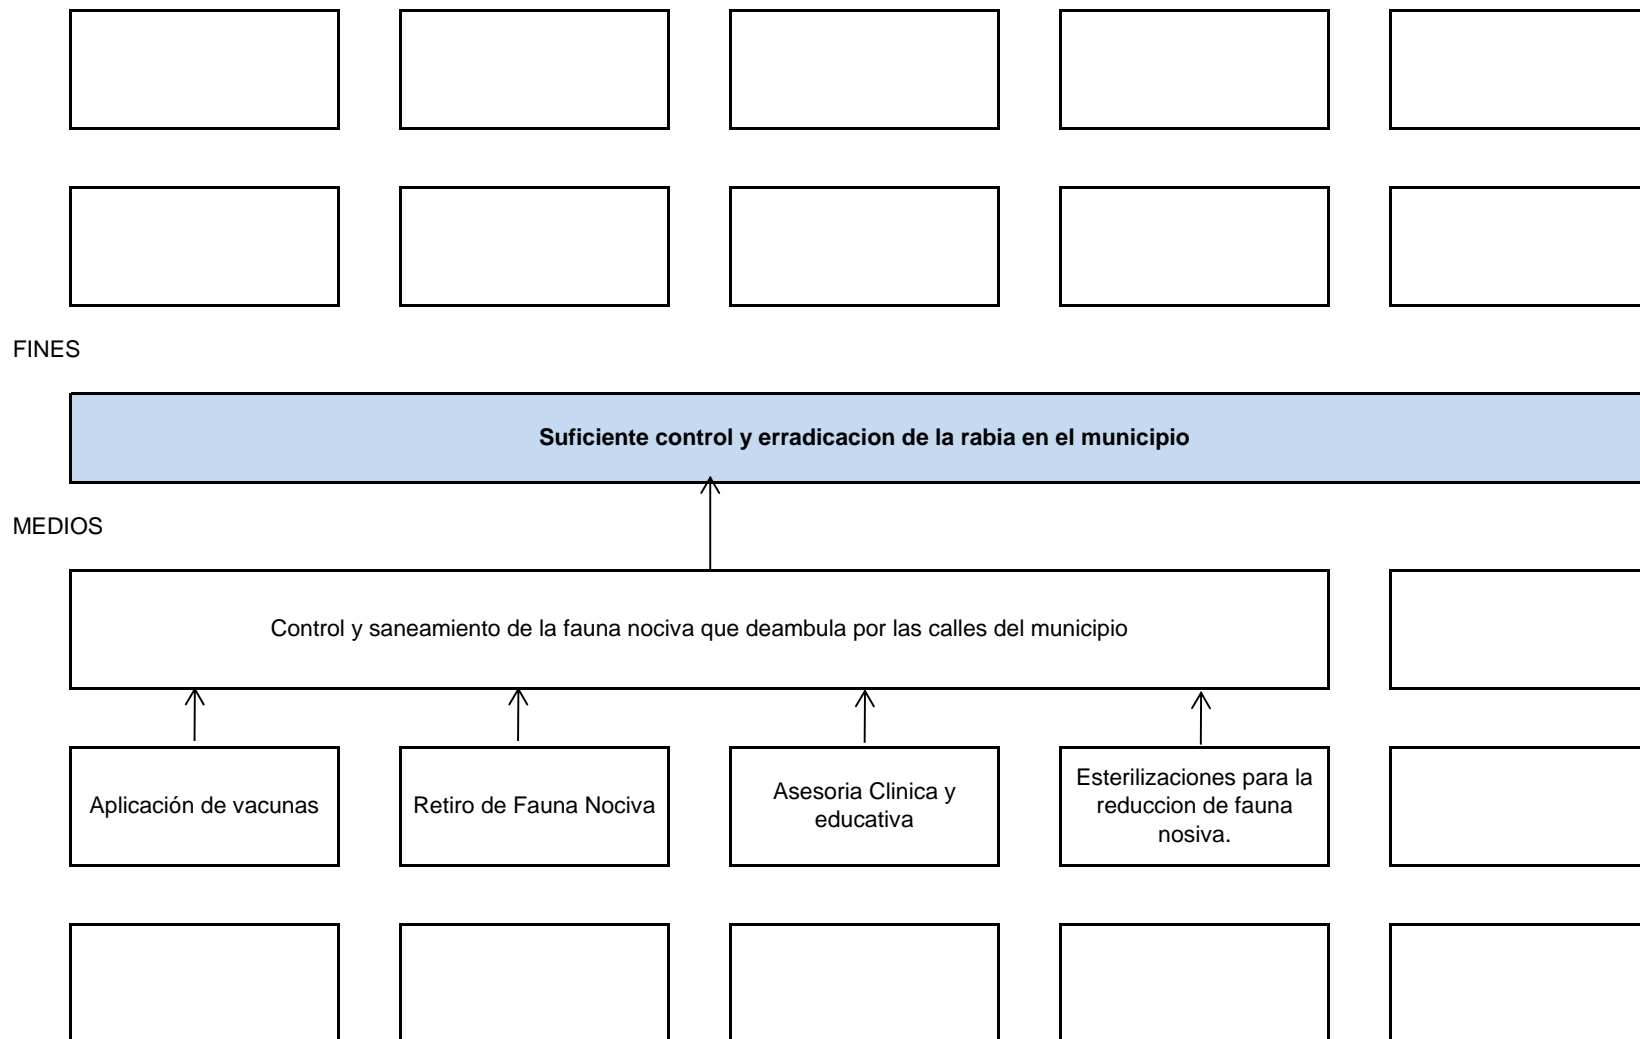 FINES
Suficiente control y erradicacion de la rabia en el municipio
MEDIOS
Control y saneamiento de la fauna nociva que deambula por las calles del municipio
Aplicación de vacunas
Retiro de Fauna Nociva
Asesoria Clinica y
educativa
Esterilizaciones para la
reduccion de fauna
nosiva.